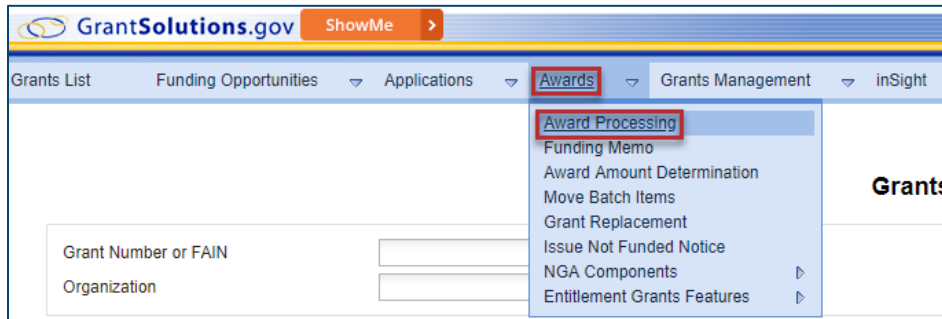 GrantSolutions.gov ShowMe >
Grants List Funding Opportunities Applications Awards Grants Management inSight
Award Processing
Funding Memo
Award Amount Determination
Move Batch Items
Grant Replacement
Issue Not Funded Notice
NGA Components
Entitlement Grants Features
Grants
Grant Number or FAIN
Organization